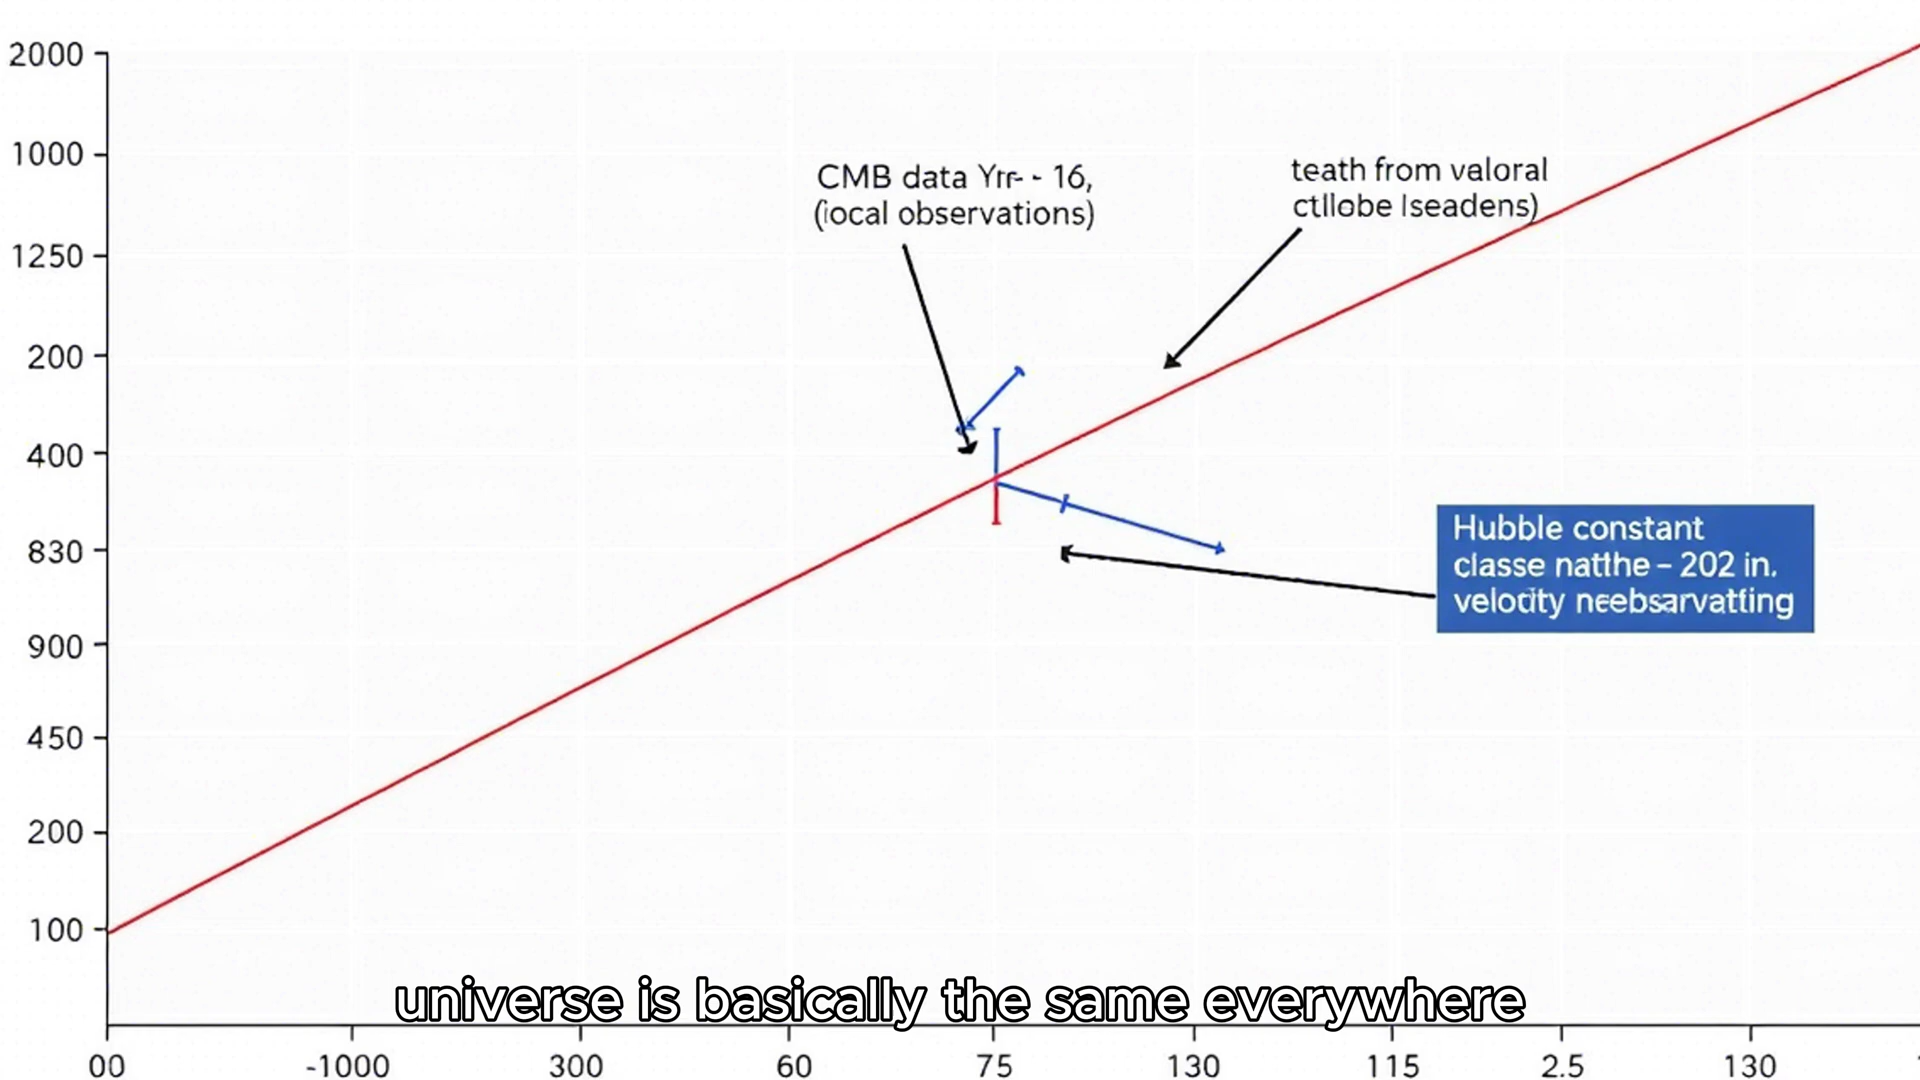 2000
1000
1250
200
400
830
900
450
200
100
CMB data Yrr- - 16,
(iocal observations)
teath from valoral
ctllobe Iseadens)
Hubble constant
classe natthe – 202 in.
velocity neebsarvatting
universe is basically the same everywhere
00 -1000 300 60 75 130 115 2.5 130